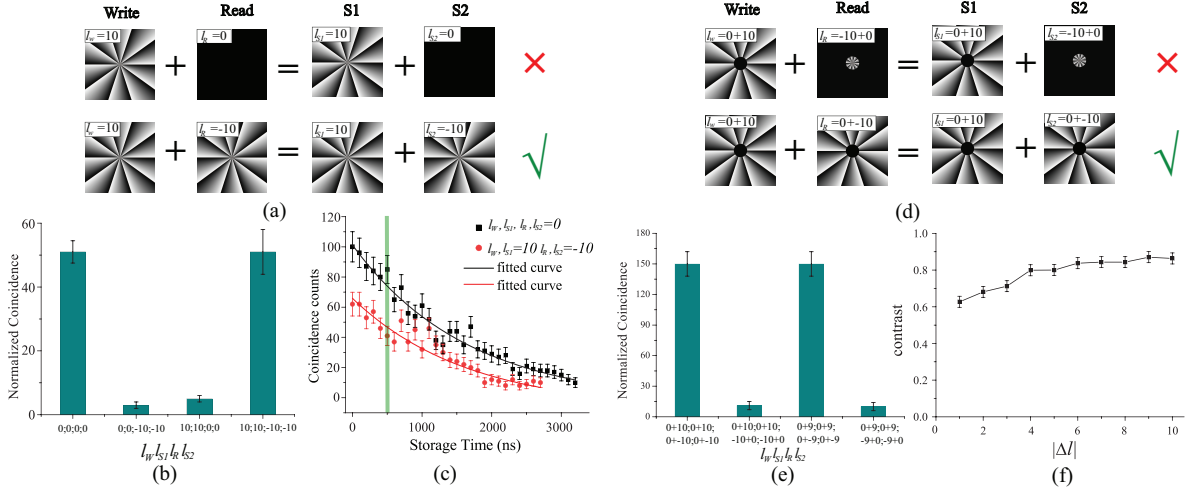 Write Read S1 S2
l_W=10 l_R=0 l_S1=10 l_S2=0
+ = + ×
l_W=10 l_R=-10 l_S1=10 l_S2=-10
+ = + √
(a)
Write Read S1 S2
l_W=0+10 l_R=-10+0 l_S1=0+10 l_S2=-10+0
+ = + ×
l_W=0+10 l_R=0+-10 l_S1=0+10 l_S2=0+-10
+ = + √
(d)
Normalized Coincidence
60
50
40
20
0
0;0;0;0 0;0;-10;-10 10;10;0;0 10;10;-10;-10
l_W l_S1 l_R l_S2
(b)
Coincidence counts
120
100
80
60
40
20
0
l_W, l_S1, l_R, l_S2=0
l_W, l_S1=10 l_R, l_S2=-10
fitted curve
fitted curve
0 1000 2000 3000
Storage Time (ns)
(c)
Normalized Coincidence
180
150
120
90
60
30
0
0+10;0+10; 0+10;0+10; 0+9;0+9; 0+9;0+9;
0+-10;0+-10 -10+0;-10+0 0+-9;0+-9 -9+0;-9+0
l_W l_S1 l_R l_S2
(e)
contrast
1.0
0.8
0.6
0.4
0.2
0.0
0 2 4 6 8 10
|Δl|
(f)